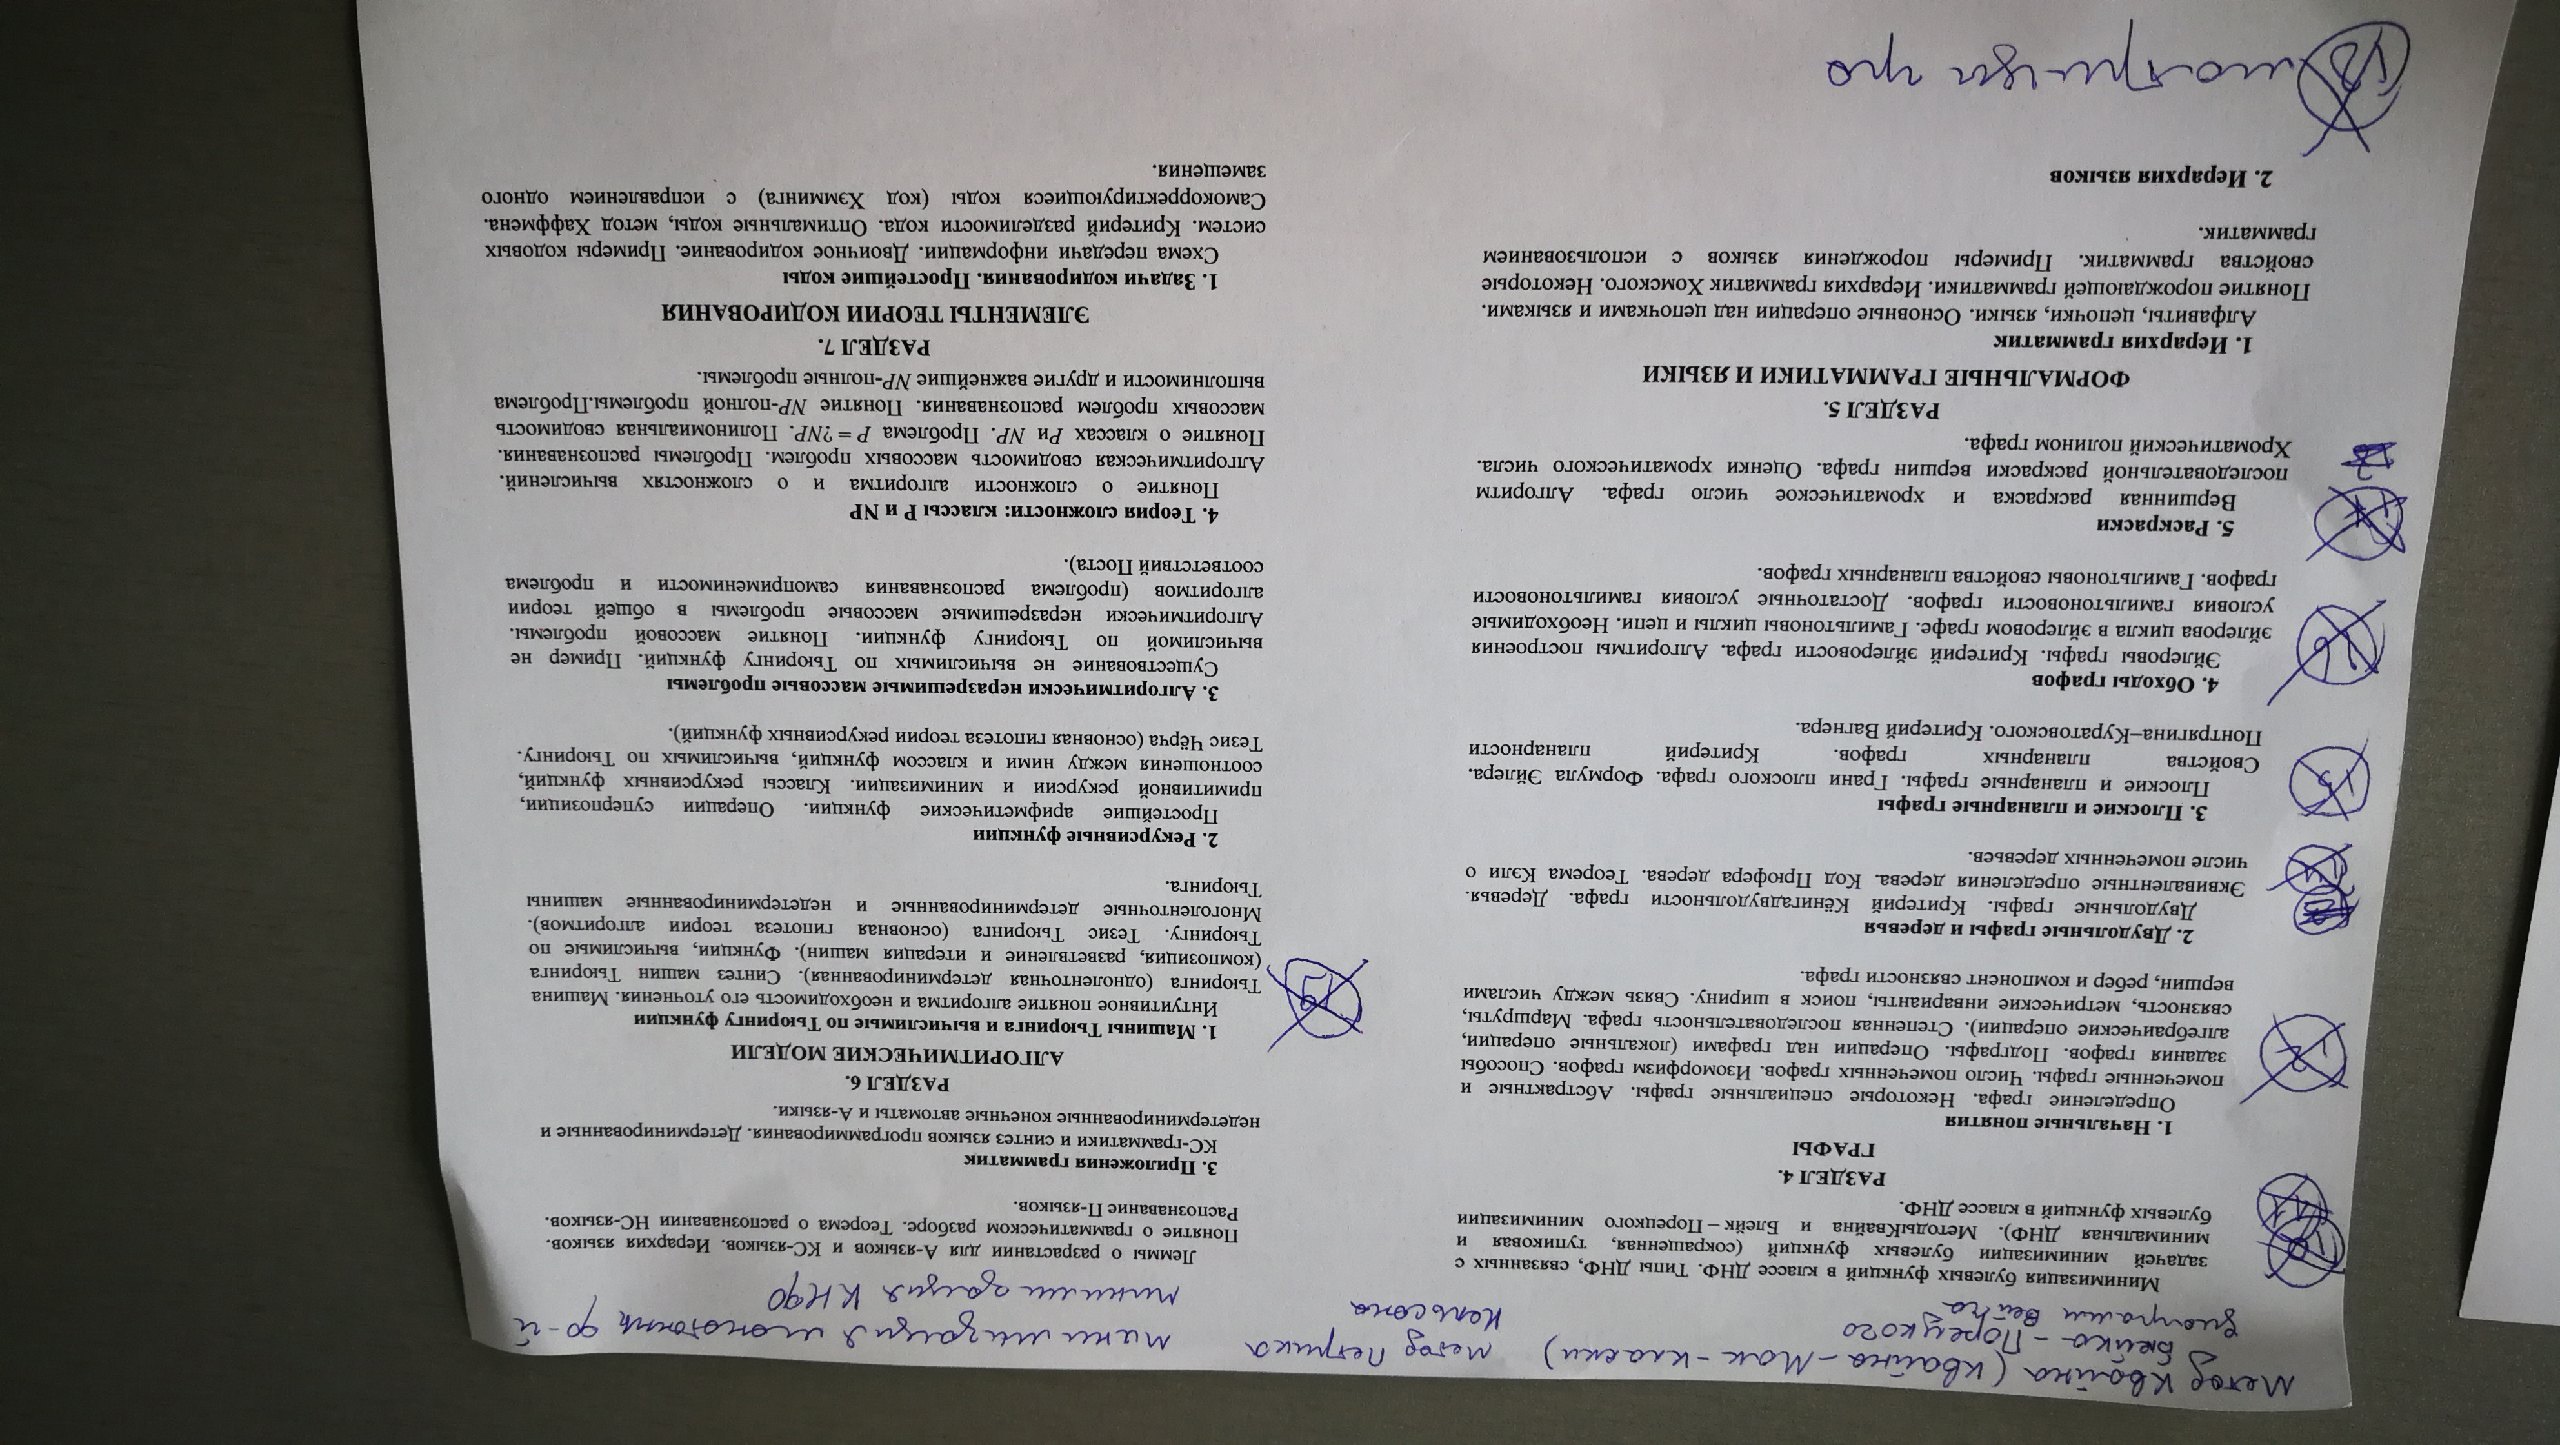 Метод Квайна (Квайна-Мак-Класки)
Блейка-Порецкого
диаграмм Вейча
Метод Петрика
Нельсона
минимизация монотонных ф-й
минимизация КНФ
10
11
Минимизация булевых функций в классе ДНФ. Типы ДНФ, связанных с
задачей минимизации булевых функций (сокращенная, тупиковая и
минимальная ДНФ). МетодыКвайна и Блейк – Порецкого минимизации
булевых функций в классе ДНФ.
РАЗДЕЛ 4.
ГРАФЫ
1. Начальные понятия
12
Определение графа. Некоторые специальные графы. Абстрактные и
помеченные графы. Число помеченных графов. Изоморфизм графов. Способы
задания графов. Подграфы. Операции над графами (локальные операции,
алгебраические операции). Степенная последовательность графа. Маршруты,
связность, метрические инварианты, поиск в ширину. Связь между числами
вершин, ребер и компонент связности графа.
2. Двудольные графы и деревья
13
14
Двудольные графы. Критерий Кёнигадвудольности графа. Деревья.
Эквивалентные определения дерева. Код Прюфера дерева. Теорема Кэли о
числе помеченных деревьев.
3. Плоские и планарные графы
15
Плоские и планарные графы. Грани плоского графа. Формула Эйлера.
Свойства планарных графов. Критерий планарности
Понтрягина–Куратовского. Критерий Вагнера.
4. Обходы графов
16
Эйлеровы графы. Критерий эйлеровости графа. Алгоритмы построения
эйлерова цикла в эйлеровом графе. Гамильтоновы циклы и цепи. Необходимые
условия гамильтоновости графов. Достаточные условия гамильтоновости
графов. Гамильтоновы свойства планарных графов.
5. Раскраски
17
Вершинная раскраска и хроматическое число графа. Алгоритм
последовательной раскраски вершин графа. Оценки хроматического числа.
Хроматический полином графа.
РАЗДЕЛ 5.
ФОРМАЛЬНЫЕ ГРАММАТИКИ И ЯЗЫКИ
1. Иерархия грамматик
Алфавиты, цепочки, языки. Основные операции над цепочками и языками.
Понятие порождающей грамматики. Иерархия грамматик Хомского. Некоторые
свойства грамматик. Примеры порождения языков с использованием
грамматик.
2. Иерархия языков
18 матрицы гра
Леммы о разрастании для А-языков и КС-языков. Иерархия языков.
Понятие о грамматическом разборе. Теорема о распознавании НС-языков.
Распознавание П-языков.
3. Приложения грамматик
КС-грамматики и синтез языков программирования. Детерминированные и
недетерминированные конечные автоматы и А-языки.
РАЗДЕЛ 6.
АЛГОРИТМИЧЕСКИЕ МОДЕЛИ
1. Машины Тьюринга и вычислимые по Тьюрингу функции
19
Интуитивное понятие алгоритма и необходимость его уточнения. Машина
Тьюринга (одноленточная детерминированная). Синтез машин Тьюринга
(композиция, разветвление и итерация машин). Функции, вычислимые по
Тьюрингу. Тезис Тьюринга (основная гипотеза теории алгоритмов).
Многоленточные детерминированные и недетерминированные машины
Тьюринга.
2. Рекурсивные функции
Простейшие арифметические функции. Операции суперпозиции,
примитивной рекурсии и минимизации. Классы рекурсивных функций,
соотношения между ними и классом функций, вычислимых по Тьюрингу.
Тезис Чёрча (основная гипотеза теории рекурсивных функций).
3. Алгоритмически неразрешимые массовые проблемы
Существование не вычислимых по Тьюрингу функций. Пример не
вычислимой по Тьюрингу функции. Понятие массовой проблемы.
Алгоритмически неразрешимые массовые проблемы в общей теории
алгоритмов (проблема распознавания самоприменимости и проблема
соответствий Поста).
4. Теория сложности: классы P и NP
Понятие о сложности алгоритма и о сложностях вычислений.
Алгоритмическая сводимость массовых проблем. Проблемы распознавания.
Понятие о классах Pи NP. Проблема P = ?NP. Полиномиальная сводимость
массовых проблем распознавания. Понятие NP-полной проблемы.Проблема
выполнимости и другие важнейшие NP-полные проблемы.
РАЗДЕЛ 7.
ЭЛЕМЕНТЫ ТЕОРИИ КОДИРОВАНИЯ
1. Задачи кодирования. Простейшие коды
Схема передачи информации. Двоичное кодирование. Примеры кодовых
систем. Критерий разделимости кода. Оптимальные коды, метод Хаффмена.
Самокорректирующиеся коды (код Хэмминга) с исправлением одного
замещения.